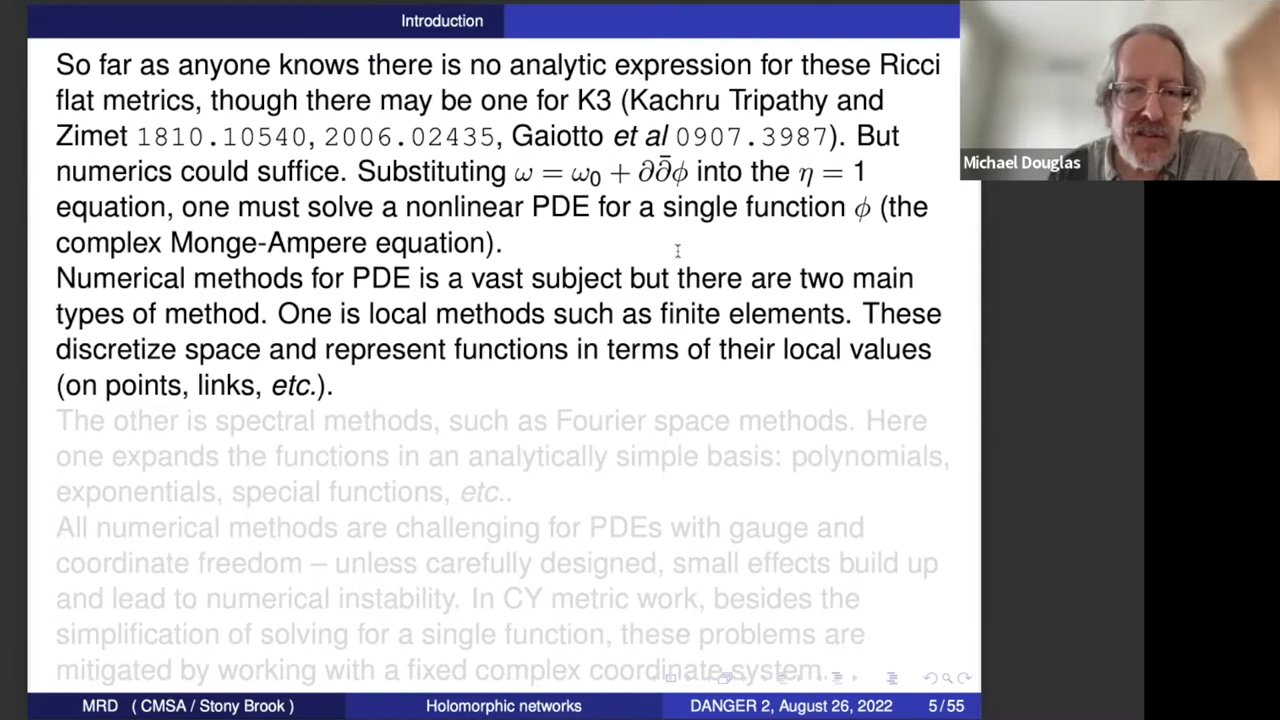 Introduction
So far as anyone knows there is no analytic expression for these Ricci
flat metrics, though there may be one for K3 (Kachru Tripathy and
Zimet 1810.10540, 2006.02435, Gaiotto et al 0907.3987). But
numerics could suffice. Substituting ω = ω₀ + ∂∂̄ϕ into the η = 1
equation, one must solve a nonlinear PDE for a single function ϕ (the
complex Monge-Ampere equation).
Numerical methods for PDE is a vast subject but there are two main
types of method. One is local methods such as finite elements. These
discretize space and represent functions in terms of their local values
(on points, links, etc.).
The other is spectral methods, such as Fourier space methods. Here
one expands the functions in an analytically simple basis: polynomials,
exponentials, special functions, etc..
All numerical methods are challenging for PDEs with gauge and
coordinate freedom – unless carefully designed, small effects build up
and lead to numerical instability. In CY metric work, besides the
simplification of solving for a single function, these problems are
mitigated by working with a fixed complex coordinate system.
MRD ( CMSA / Stony Brook )
Holomorphic networks
DANGER 2, August 26, 2022
5 / 55
Michael Douglas